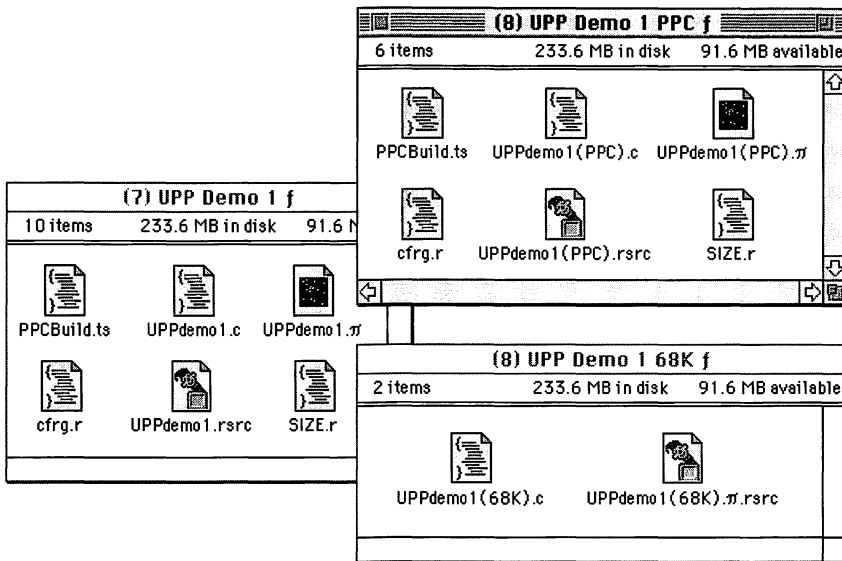 (8) UPP Demo 1 PPC ƒ
6 items 233.6 MB in disk 91.6 MB available
PPCBuild.ts UPPdemo1(PPC).c UPPdemo1(PPC).π
cfrg.r UPPdemo1(PPC).rsrc SIZE.r
(7) UPP Demo 1 ƒ
10 items 233.6 MB in disk 91.6 M
PPCBuild.ts UPPdemo1.c UPPdemo1.π
cfrg.r UPPdemo1.rsrc SIZE.r
(8) UPP Demo 1 68K ƒ
2 items 233.6 MB in disk 91.6 MB available
UPPdemo1(68K).c UPPdemo1(68K).π.rsrc